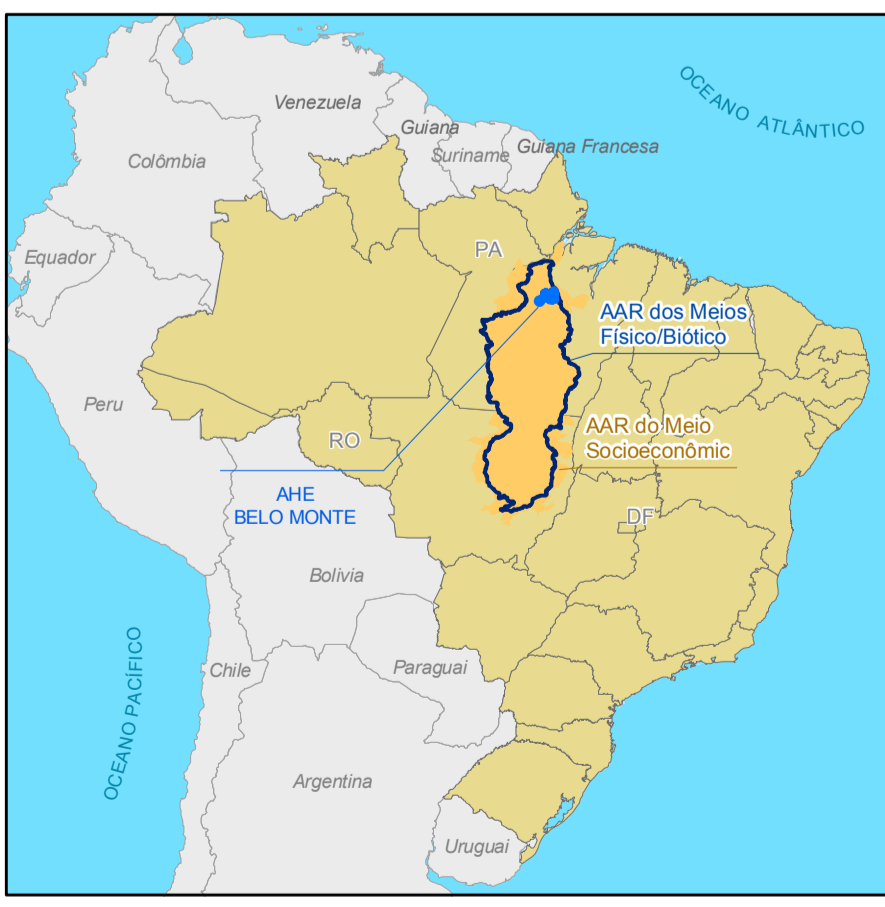 OCEANO ATLÂNTICO
Venezuela
Guiana
Suriname
Guiana Francesa
Colômbia
Equador
PA
AAR dos Meios
Físico/Biótico
Peru
AAR do Meio
Socioeconômic
RO
AHE
BELO MONTE
DF
Bolivia
OCEANO PACÍFICO
Chile
Paraguai
Argentina
Uruguai